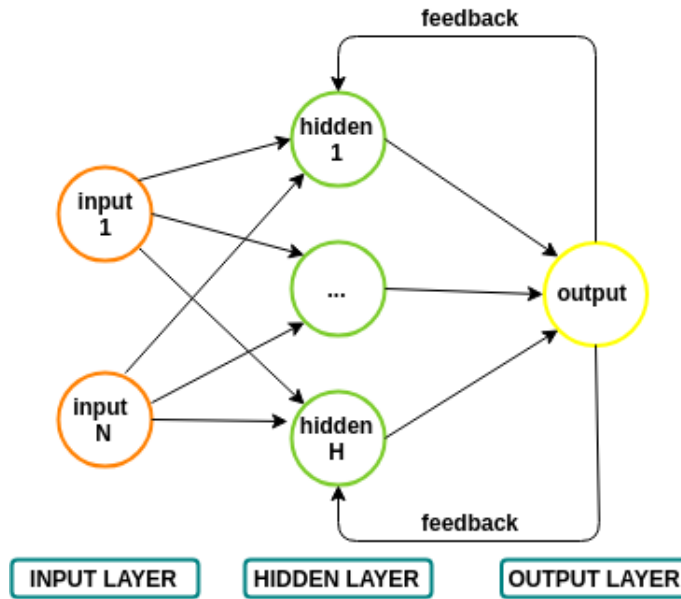 feedback
hidden
1
input
1
...
output
input
N
hidden
H
feedback
INPUT LAYER
HIDDEN LAYER
OUTPUT LAYER